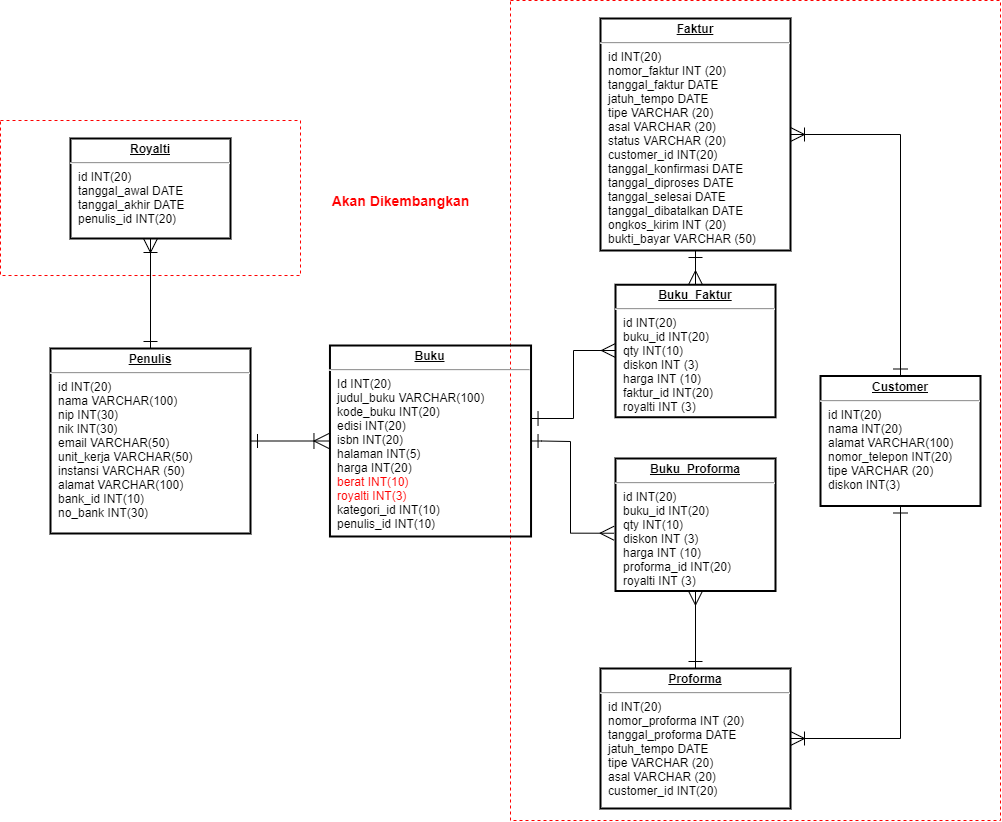 Faktur
id INT(20)
nomor_faktur INT (20)
tanggal_faktur DATE
jatuh_tempo DATE
tipe VARCHAR (20)
asal VARCHAR (20)
status VARCHAR (20)
customer_id INT(20)
tanggal_konfirmasi DATE
tanggal_diproses DATE
tanggal_selesai DATE
tanggal_dibatalkan DATE
ongkos_kirim INT (20)
bukti_bayar VARCHAR (50)
Royalti
id INT(20)
tanggal_awal DATE
tanggal_akhir DATE
penulis_id INT(20)
Akan Dikembangkan
Buku_Faktur
id INT(20)
buku_id INT(20)
qty INT(10)
diskon INT (3)
harga INT (10)
faktur_id INT(20)
royalti INT (3)
Penulis
id INT(20)
nama VARCHAR(100)
nip INT(30)
nik INT(30)
email VARCHAR(50)
unit_kerja VARCHAR(50)
instansi VARCHAR (50)
alamat VARCHAR(100)
bank_id INT(10)
no_bank INT(30)
Buku
Id INT(20)
judul_buku VARCHAR(100)
kode_buku INT(20)
edisi INT(20)
isbn INT(20)
halaman INT(5)
harga INT(20)
berat INT(10)
royalti INT(3)
kategori_id INT(10)
penulis_id INT(10)
Customer
id INT(20)
nama INT(20)
alamat VARCHAR(100)
nomor_telepon INT(20)
tipe VARCHAR (20)
diskon INT(3)
Buku_Proforma
id INT(20)
buku_id INT(20)
qty INT(10)
diskon INT (3)
harga INT (10)
proforma_id INT(20)
royalti INT (3)
Proforma
id INT(20)
nomor_proforma INT (20)
tanggal_proforma DATE
jatuh_tempo DATE
tipe VARCHAR (20)
asal VARCHAR (20)
customer_id INT(20)